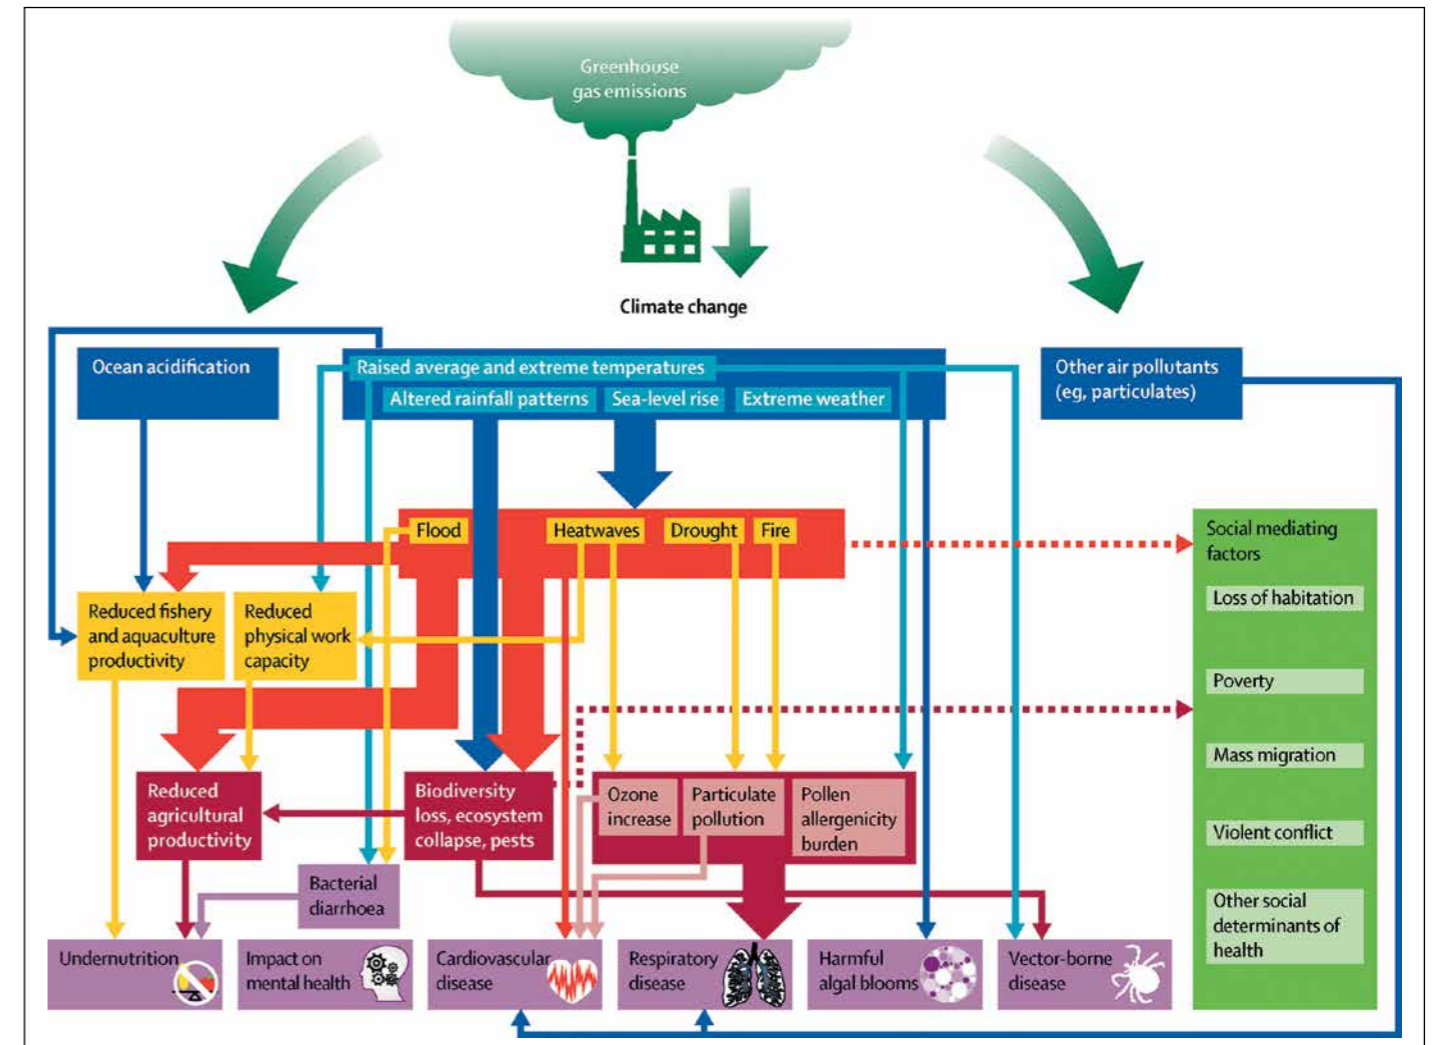 Greenhouse
gas emissions
Climate change
Ocean acidification
Raised average and extreme temperatures
Altered rainfall patterns
Sea-level rise
Extreme weather
Other air pollutants
(eg, particulates)
Flood
Heatwaves
Drought
Fire
Social mediating
factors
Loss of habitation
Poverty
Mass migration
Violent conflict
Other social
determinants of
health
Reduced fishery
and aquaculture
productivity
Reduced
physical work
capacity
Reduced
agricultural
productivity
Biodiversity
loss, ecosystem
collapse, pests
Ozone
increase
Particulate
pollution
Pollen
allergenicity
burden
Bacterial
diarrhoea
Undernutrition
Impact on
mental health
Cardiovascular
disease
Respiratory
disease
Harmful
algal blooms
Vector-borne
disease